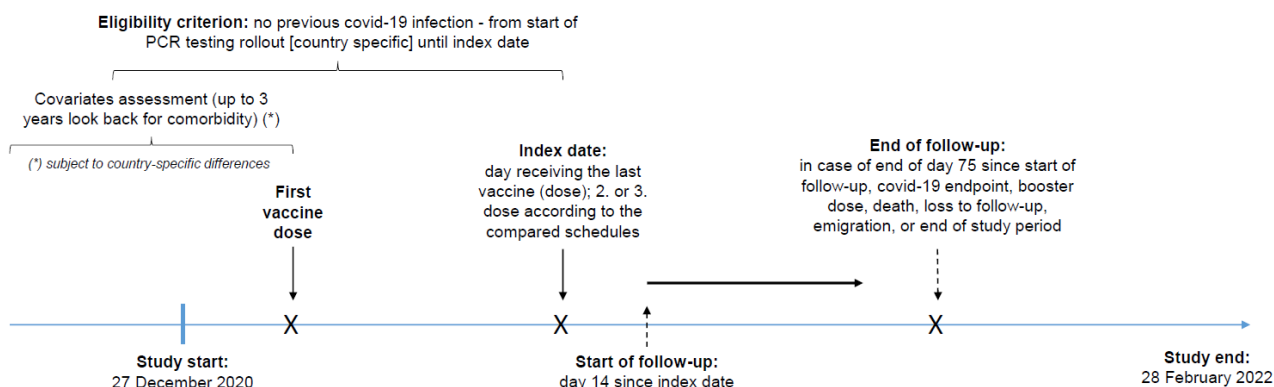 Eligibility criterion: no previous covid-19 infection - from start of
PCR testing rollout [country specific] until index date
Covariates assessment (up to 3
years look back for comorbidity) (*)
(*) subject to country-specific differences
First
vaccine
dose
Index date:
day receiving the last
vaccine (dose); 2. or 3.
dose according to the
compared schedules
End of follow-up:
in case of end of day 75 since start of
follow-up, covid-19 endpoint, booster
dose, death, loss to follow-up,
emigration, or end of study period
X
X
X
Study start:
27 December 2020
Start of follow-up:
day 14 since index date
Study end:
28 February 2022